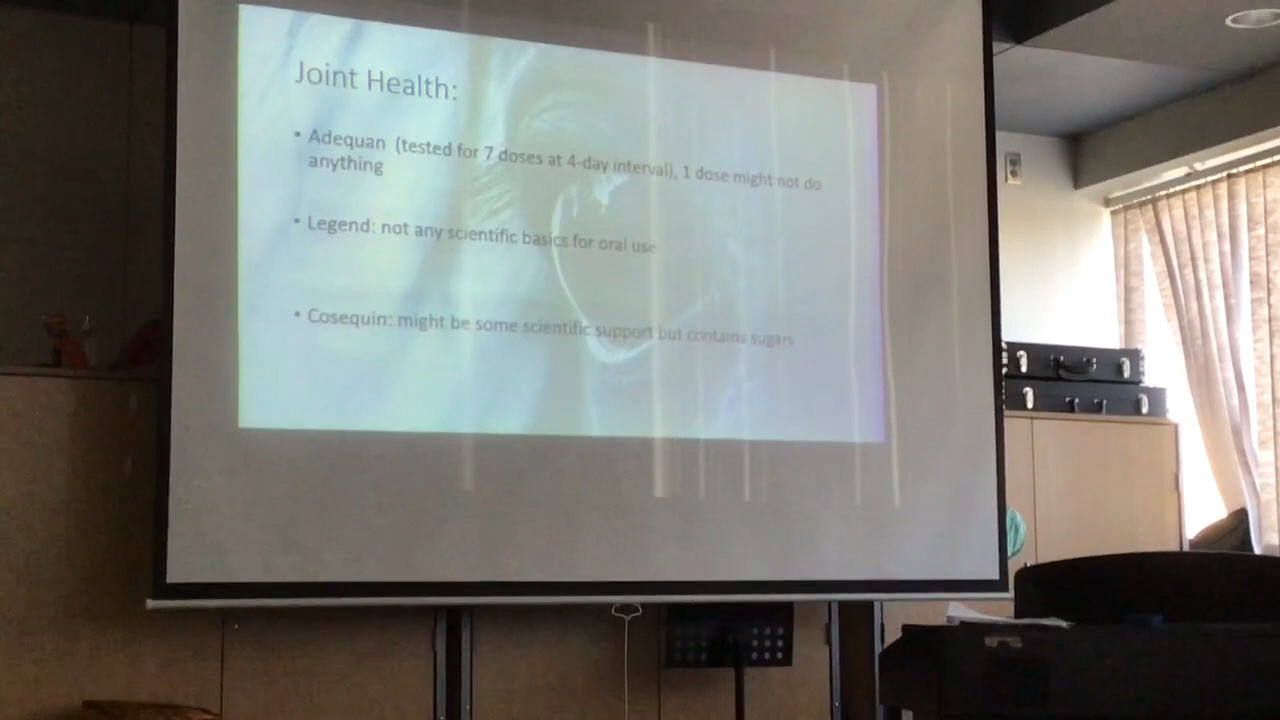 Joint Health:
• Adequan (tested for 7 doses at 4-day interval), 1 dose might not do
anything
• Legend: not any scientific basics for oral use
• Cosequin: might be some scientific support but contains sugars